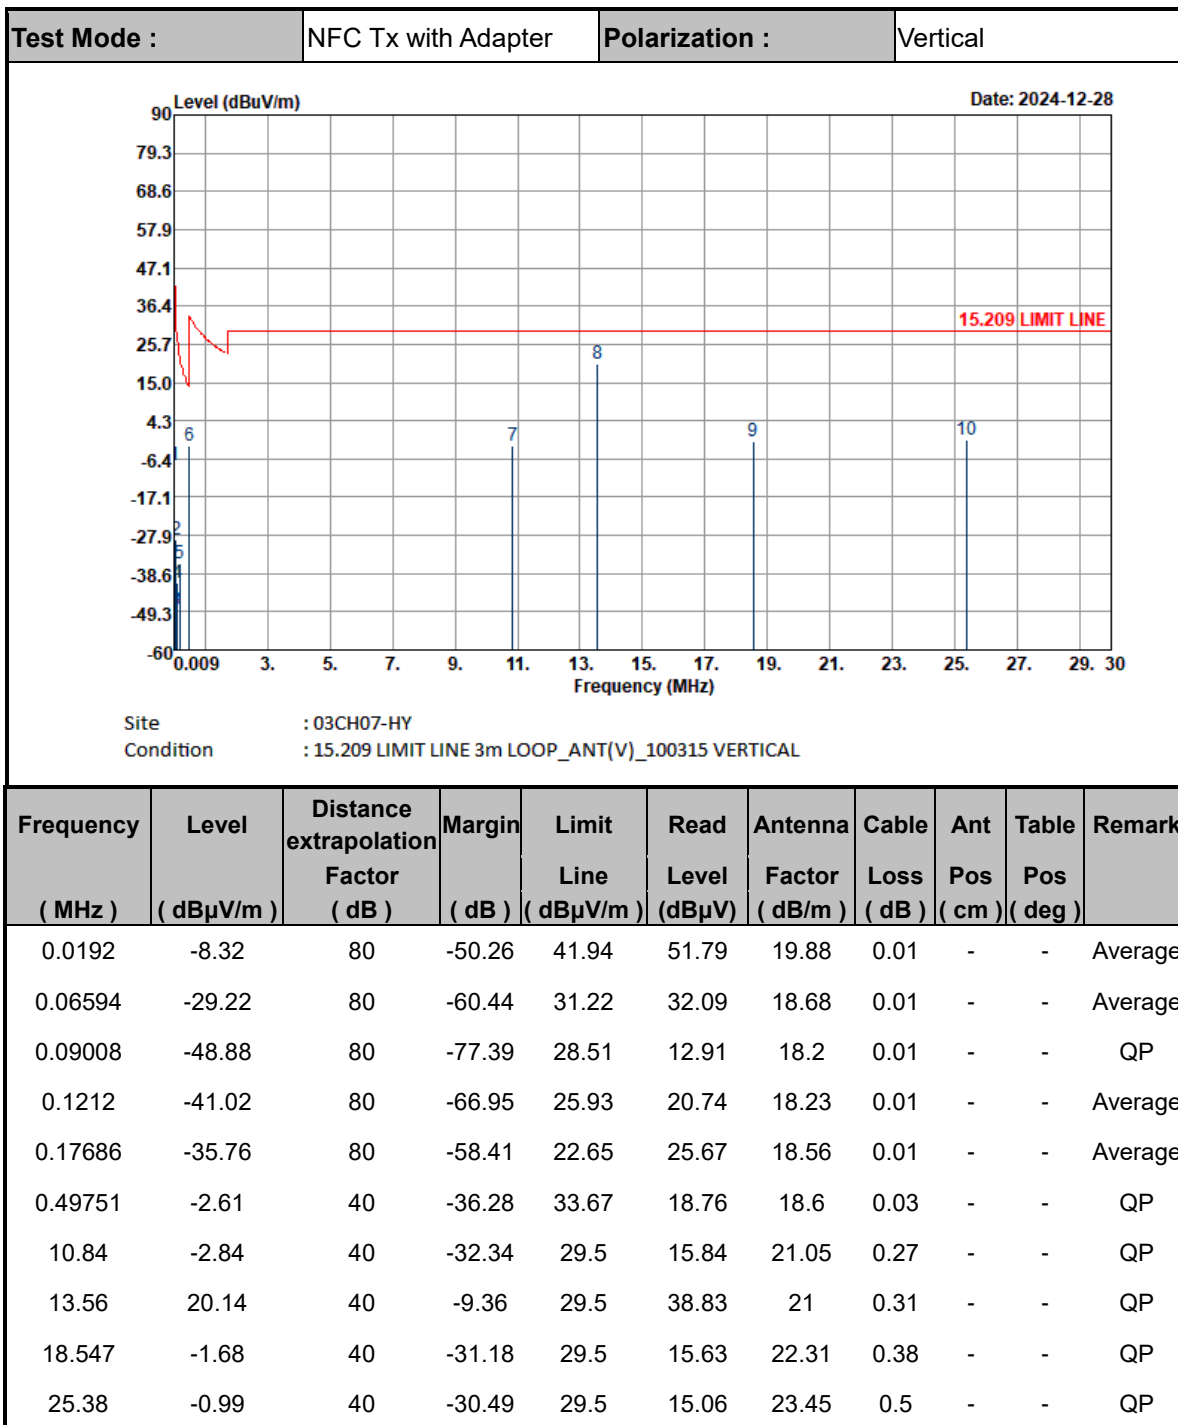 Test Mode : NFC Tx with Adapter Polarization : Vertical
Level (dBuV/m) Date: 2024-12-28
90
79.3
68.6
57.9
47.1
36.4
15.209 LIMIT LINE
25.7
8
15.0
4.3
6 7 9 10
1
-6.4
-17.1
2
-27.9
5
-38.6
4
-49.3
-60
0.009 3. 5. 7. 9. 11. 13. 15. 17. 19. 21. 23. 25. 27. 29. 30
Frequency (MHz)
Site : 03CH07-HY
Condition : 15.209 LIMIT LINE 3m LOOP_ANT(V)_100315 VERTICAL
Frequency Level Distance extrapolation Margin Limit Read Antenna Cable Ant Table Remark
Factor Line Level Factor Loss Pos Pos
( MHz ) ( dBµV/m ) ( dB ) ( dB ) ( dBµV/m ) (dBµV) ( dB/m ) ( dB ) ( cm ) ( deg )
0.0192 -8.32 80 -50.26 41.94 51.79 19.88 0.01 - - Average
0.06594 -29.22 80 -60.44 31.22 32.09 18.68 0.01 - - Average
0.09008 -48.88 80 -77.39 28.51 12.91 18.2 0.01 - - QP
0.1212 -41.02 80 -66.95 25.93 20.74 18.23 0.01 - - Average
0.17686 -35.76 80 -58.41 22.65 25.67 18.56 0.01 - - Average
0.49751 -2.61 40 -36.28 33.67 18.76 18.6 0.03 - - QP
10.84 -2.84 40 -32.34 29.5 15.84 21.05 0.27 - - QP
13.56 20.14 40 -9.36 29.5 38.83 21 0.31 - - QP
18.547 -1.68 40 -31.18 29.5 15.63 22.31 0.38 - - QP
25.38 -0.99 40 -30.49 29.5 15.06 23.45 0.5 - - QP